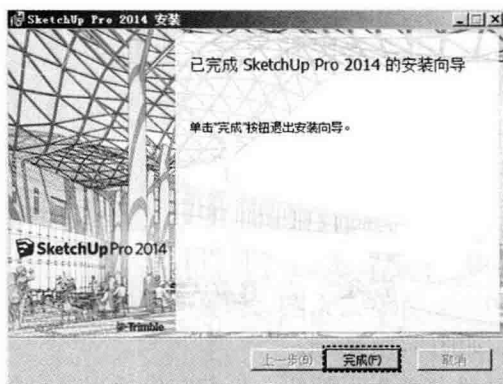 SketchUp Pro 2014 安装
已完成 SketchUp Pro 2014 的安装向导
单击"完成"按钮退出安装向导。
SketchUp Pro 2014
Trimble
上一步(B)
完成(F)
取消